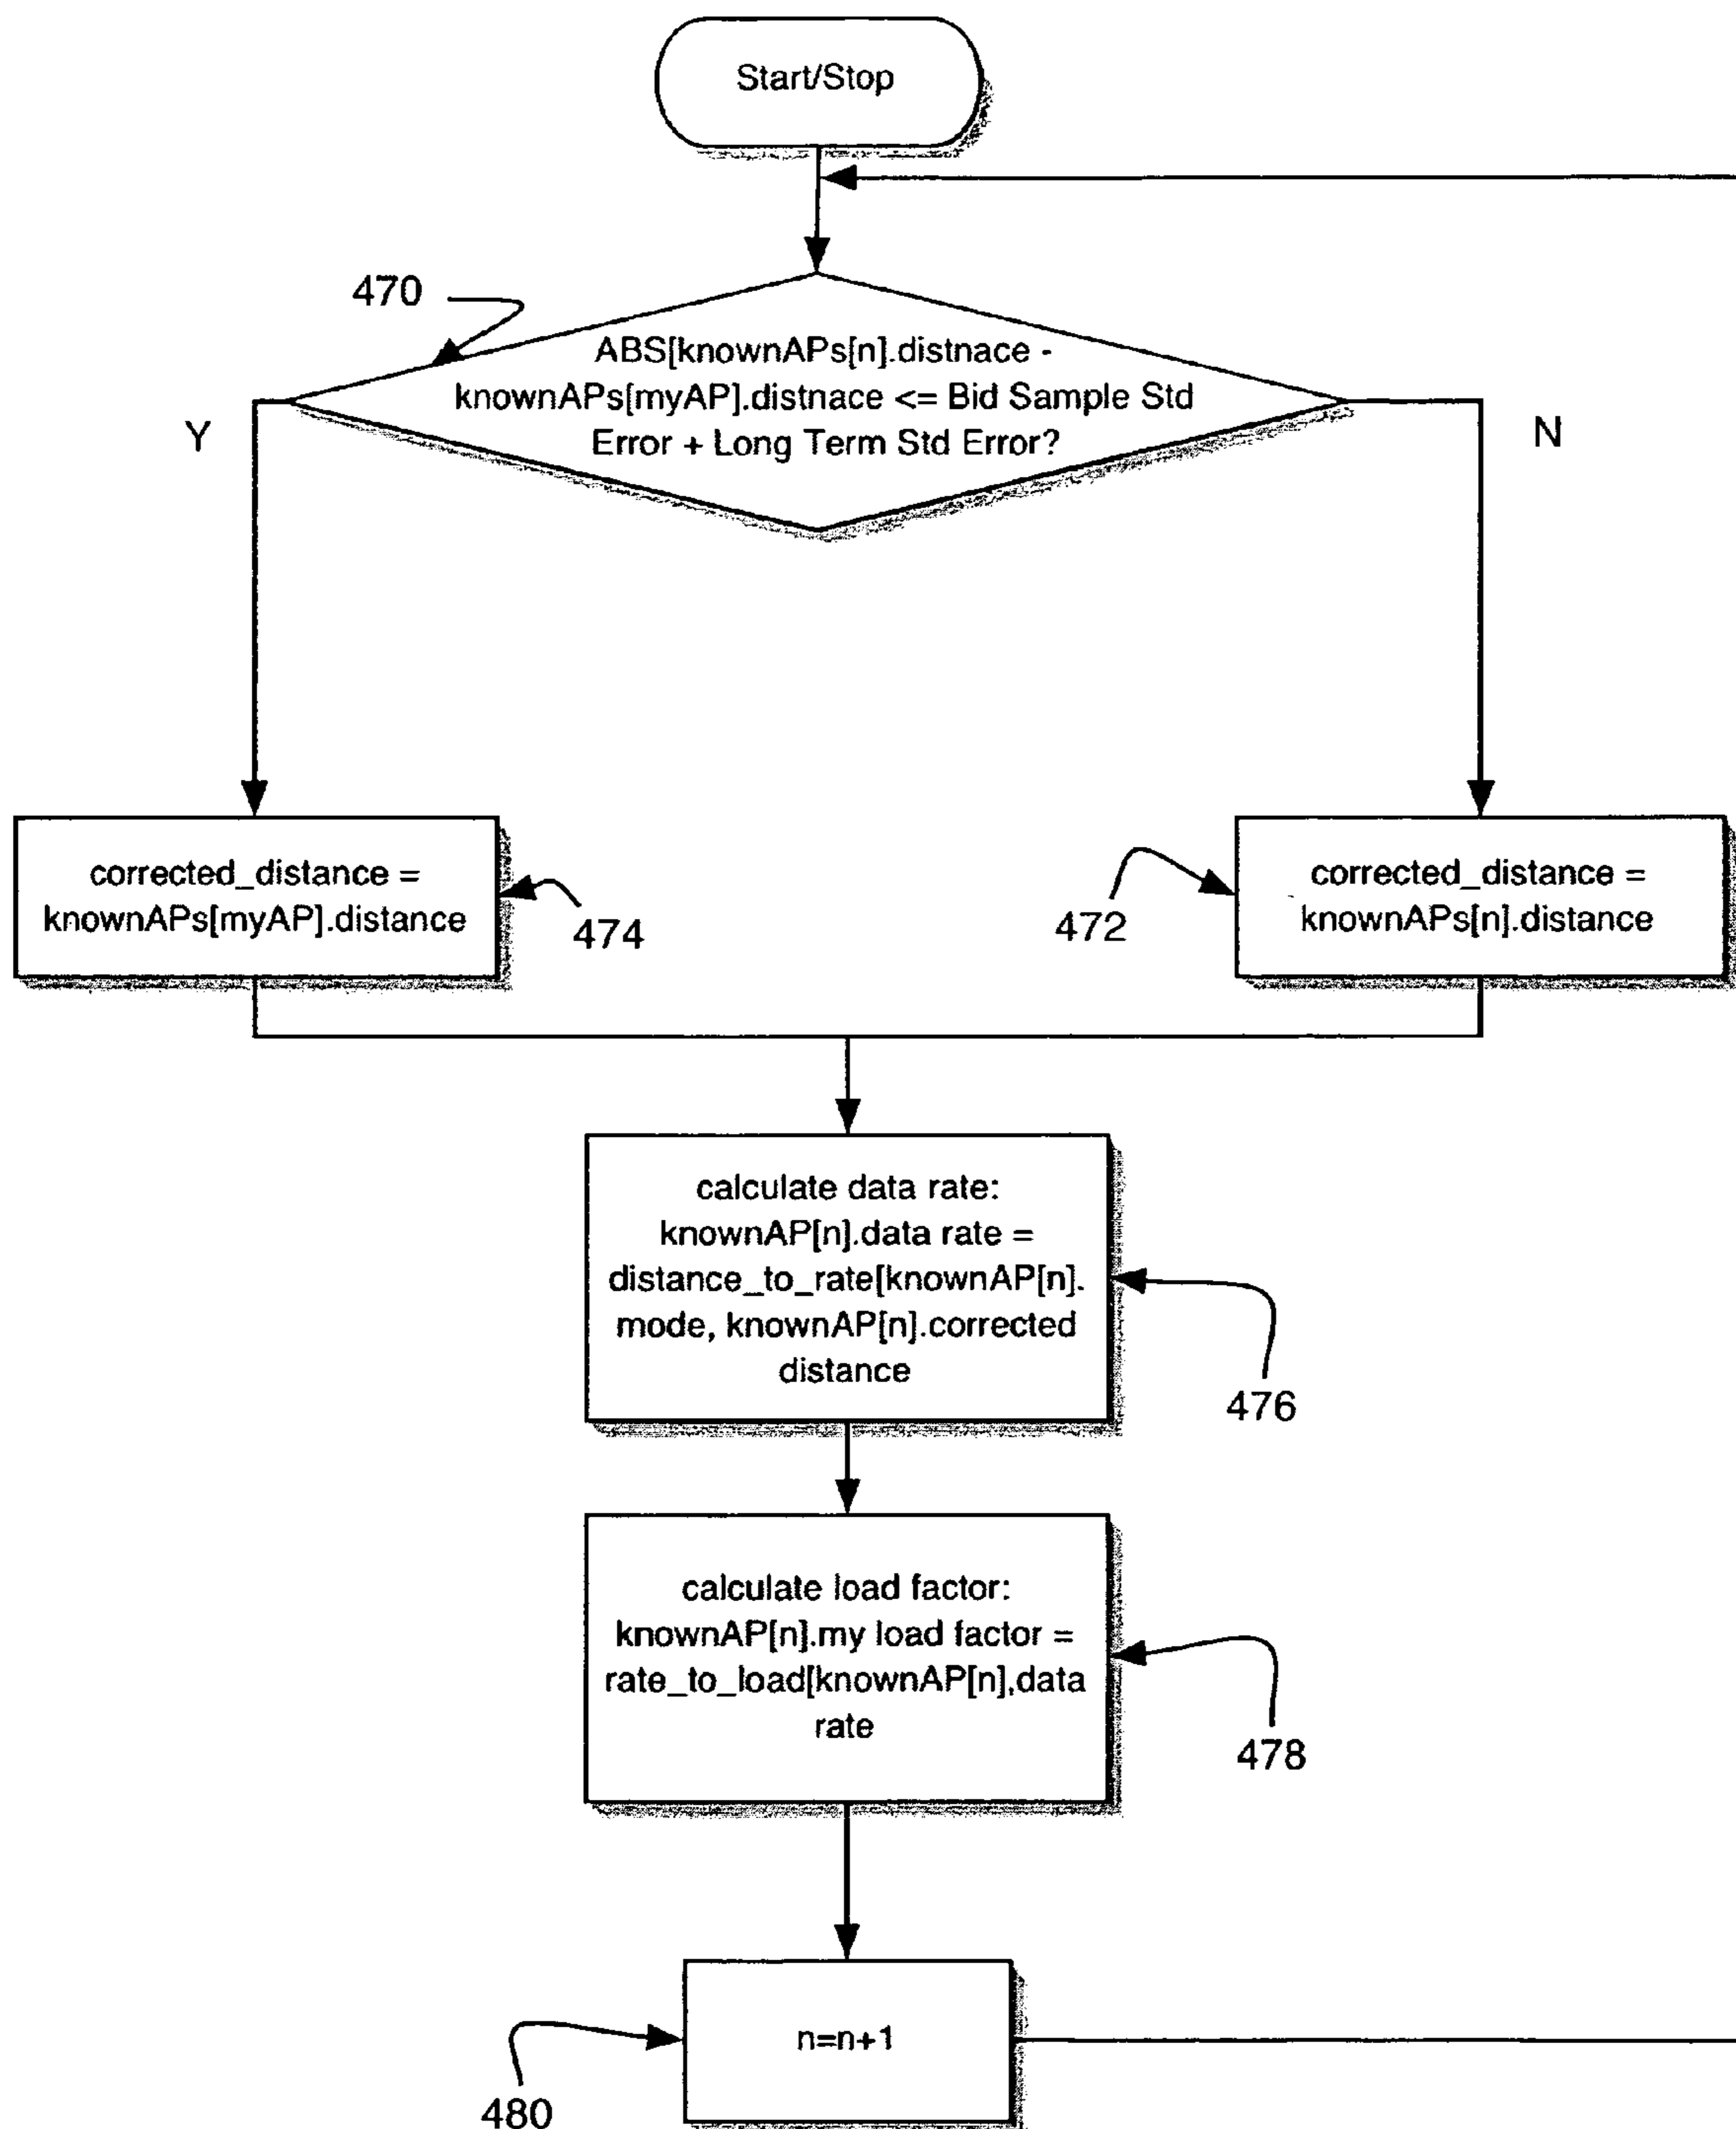 Start/Stop
470
ABS[knownAPs[n].distnace -
knownAPs[myAP].distnace <= Bid Sample Std
Error + Long Term Std Error?
Y
N
corrected_distance =
knownAPs[myAP].distance
474
472
corrected_distance =
knownAPs[n].distance
calculate data rate:
knownAP[n].data rate =
distance_to_rate[knownAP[n].
mode, knownAP[n].corrected
distance
476
calculate load factor:
knownAP[n].my load factor =
rate_to_load[knownAP[n],data
rate
478
n=n+1
480